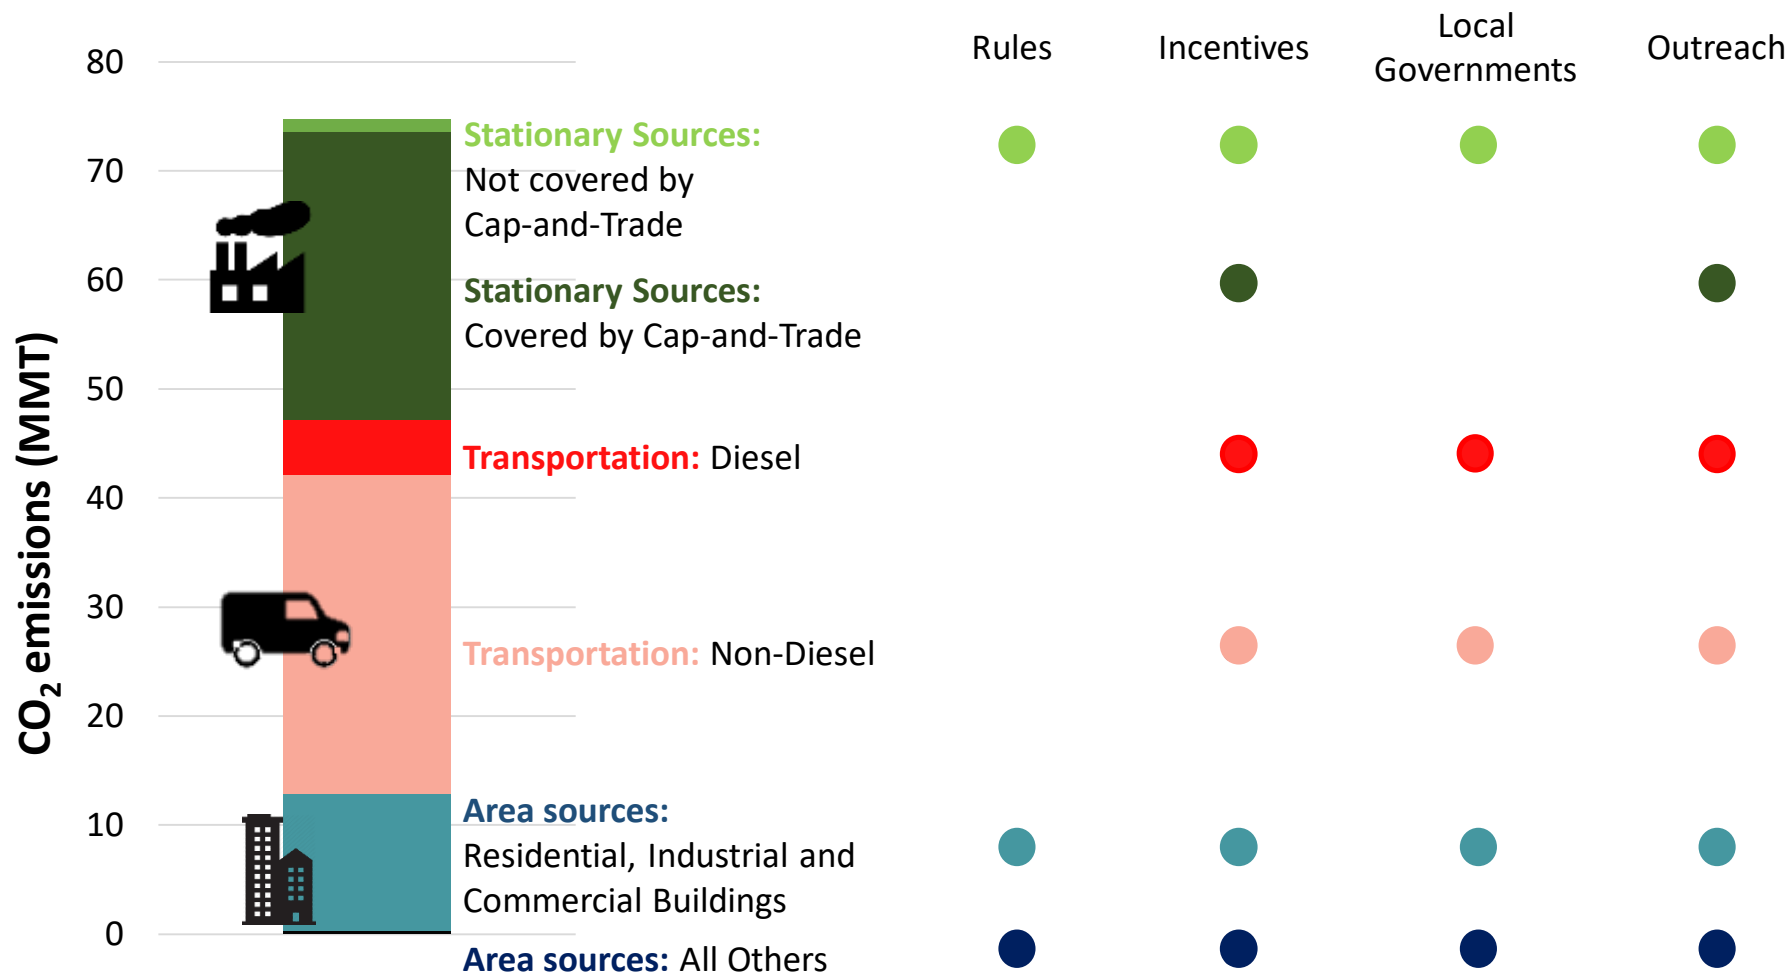 Rules
Incentives
Local
Governments
Outreach
CO₂ emissions (MMT)
80
70
60
50
40
30
20
10
0
Stationary Sources:
Not covered by
Cap-and-Trade
Stationary Sources:
Covered by Cap-and-Trade
Transportation: Diesel
Transportation: Non-Diesel
Area sources:
Residential, Industrial and
Commercial Buildings
Area sources: All Others